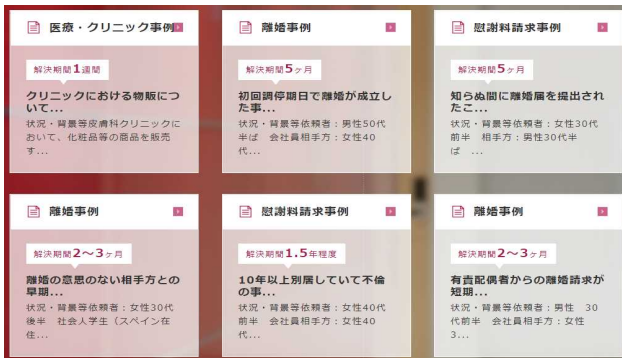 医療・クリニック事例
解決期間1週間
クリニックにおける物販につ
いて...
状況・背景等皮膚科クリニックに
おいて、化粧品等の商品を販売
す...
離婚事例
解決期間5ヶ月
初回調停期日で離婚が成立し
た事...
状況・背景等依頼者：男性50代
半ば 会社員相手方：女性40
代...
慰謝料請求事例
解決期間5ヶ月
知らぬ間に離婚届を提出され
たこ...
状況・背景等依頼者：女性30代
前半 相手方：男性30代半
ば ...
離婚事例
解決期間2～3ヶ月
離婚の意思のない相手方との
早期...
状況・背景等依頼者：女性30代
後半 社会人学生（スペイン在
住...
慰謝料請求事例
解決期間1.5年程度
10年以上別居していて不倫
の事...
状況・背景等依頼者：女性40代
前半 会社員相手方：女性40
代...
離婚事例
解決期間2～3ヶ月
有責配偶者からの離婚請求が
短期...
状況・背景等依頼者：男性 30
代前半 会社員相手方：女性
3...